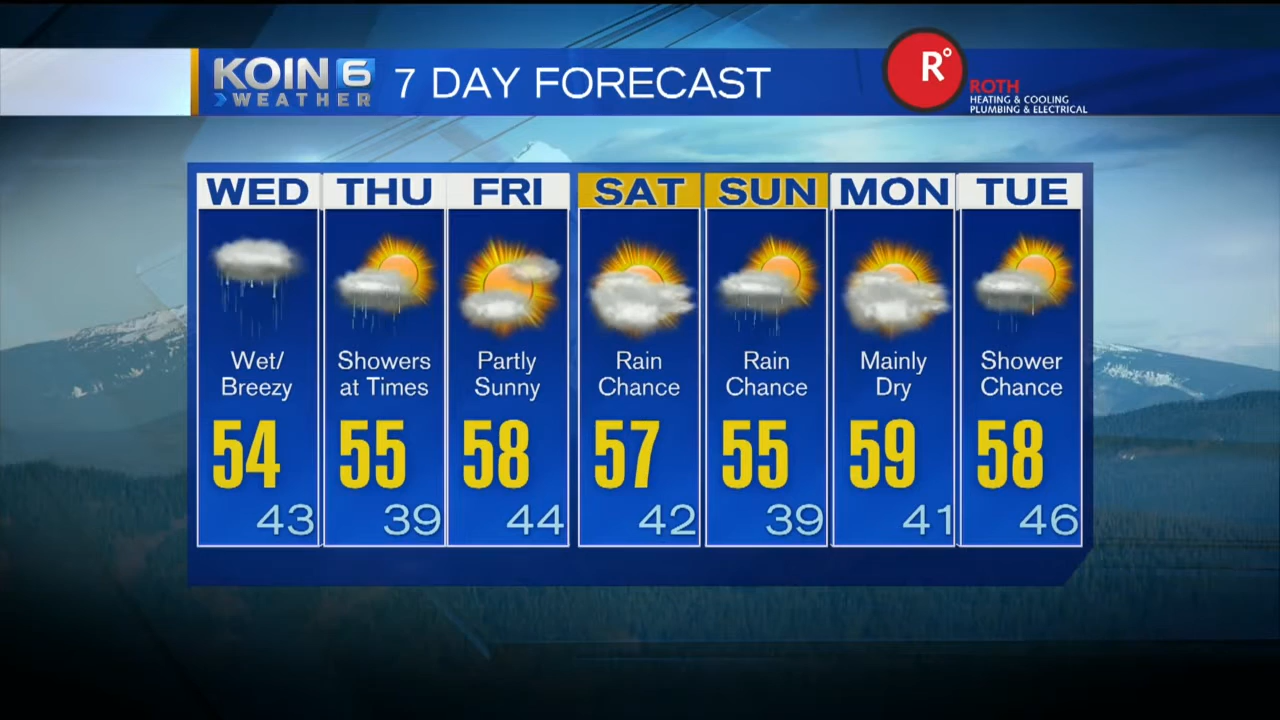 KOIN 6
WEATHER
7 DAY FORECAST
R°
ROTH
HEATING & COOLING
PLUMBING & ELECTRICAL
WED THU FRI SAT SUN MON TUE
Wet/ Showers Partly Rain Rain Mainly Shower
Breezy at Times Sunny Chance Chance Dry Chance
54 55 58 57 55 59 58
43 39 44 42 39 41 46